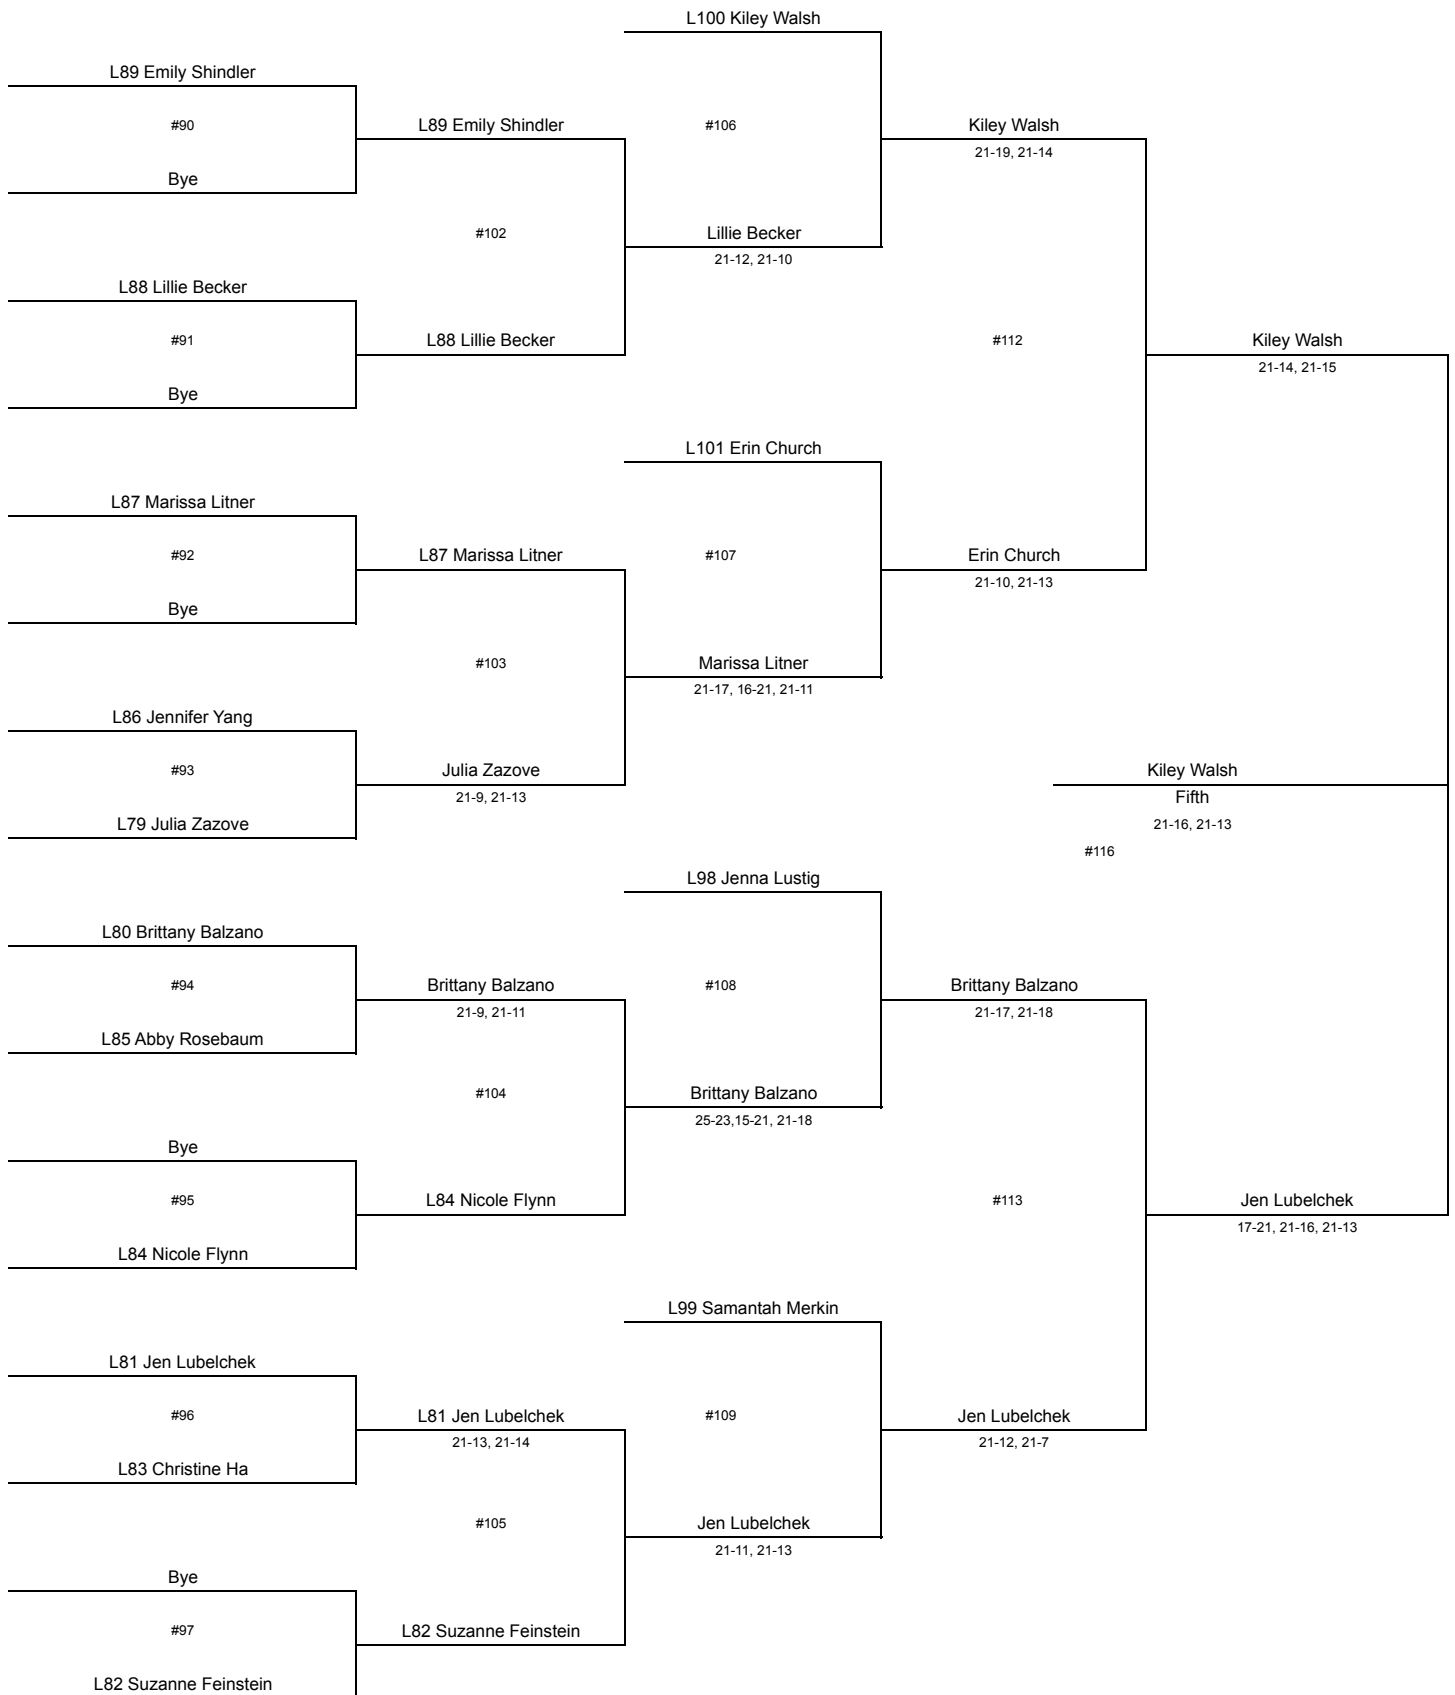 L100 Kiley Walsh
L89 Emily Shindler
#90
L89 Emily Shindler
#106
Kiley Walsh
21-19, 21-14
Bye
#102
Lillie Becker
21-12, 21-10
L88 Lillie Becker
#91
L88 Lillie Becker
#112
Kiley Walsh
21-14, 21-15
Bye
L101 Erin Church
L87 Marissa Litner
#92
L87 Marissa Litner
#107
Erin Church
21-10, 21-13
Bye
#103
Marissa Litner
21-17, 16-21, 21-11
L86 Jennifer Yang
#93
Julia Zazove
21-9, 21-13
Kiley Walsh
Fifth
21-16, 21-13
L79 Julia Zazove
#116
L98 Jenna Lustig
L80 Brittany Balzano
#94
Brittany Balzano
21-9, 21-11
#108
Brittany Balzano
21-17, 21-18
L85 Abby Rosebaum
#104
Brittany Balzano
25-23,15-21, 21-18
Bye
#95
L84 Nicole Flynn
#113
Jen Lubelchek
17-21, 21-16, 21-13
L84 Nicole Flynn
L99 Samantah Merkin
L81 Jen Lubelchek
#96
L81 Jen Lubelchek
21-13, 21-14
#109
Jen Lubelchek
21-12, 21-7
L83 Christine Ha
#105
Jen Lubelchek
21-11, 21-13
Bye
#97
L82 Suzanne Feinstein
L82 Suzanne Feinstein